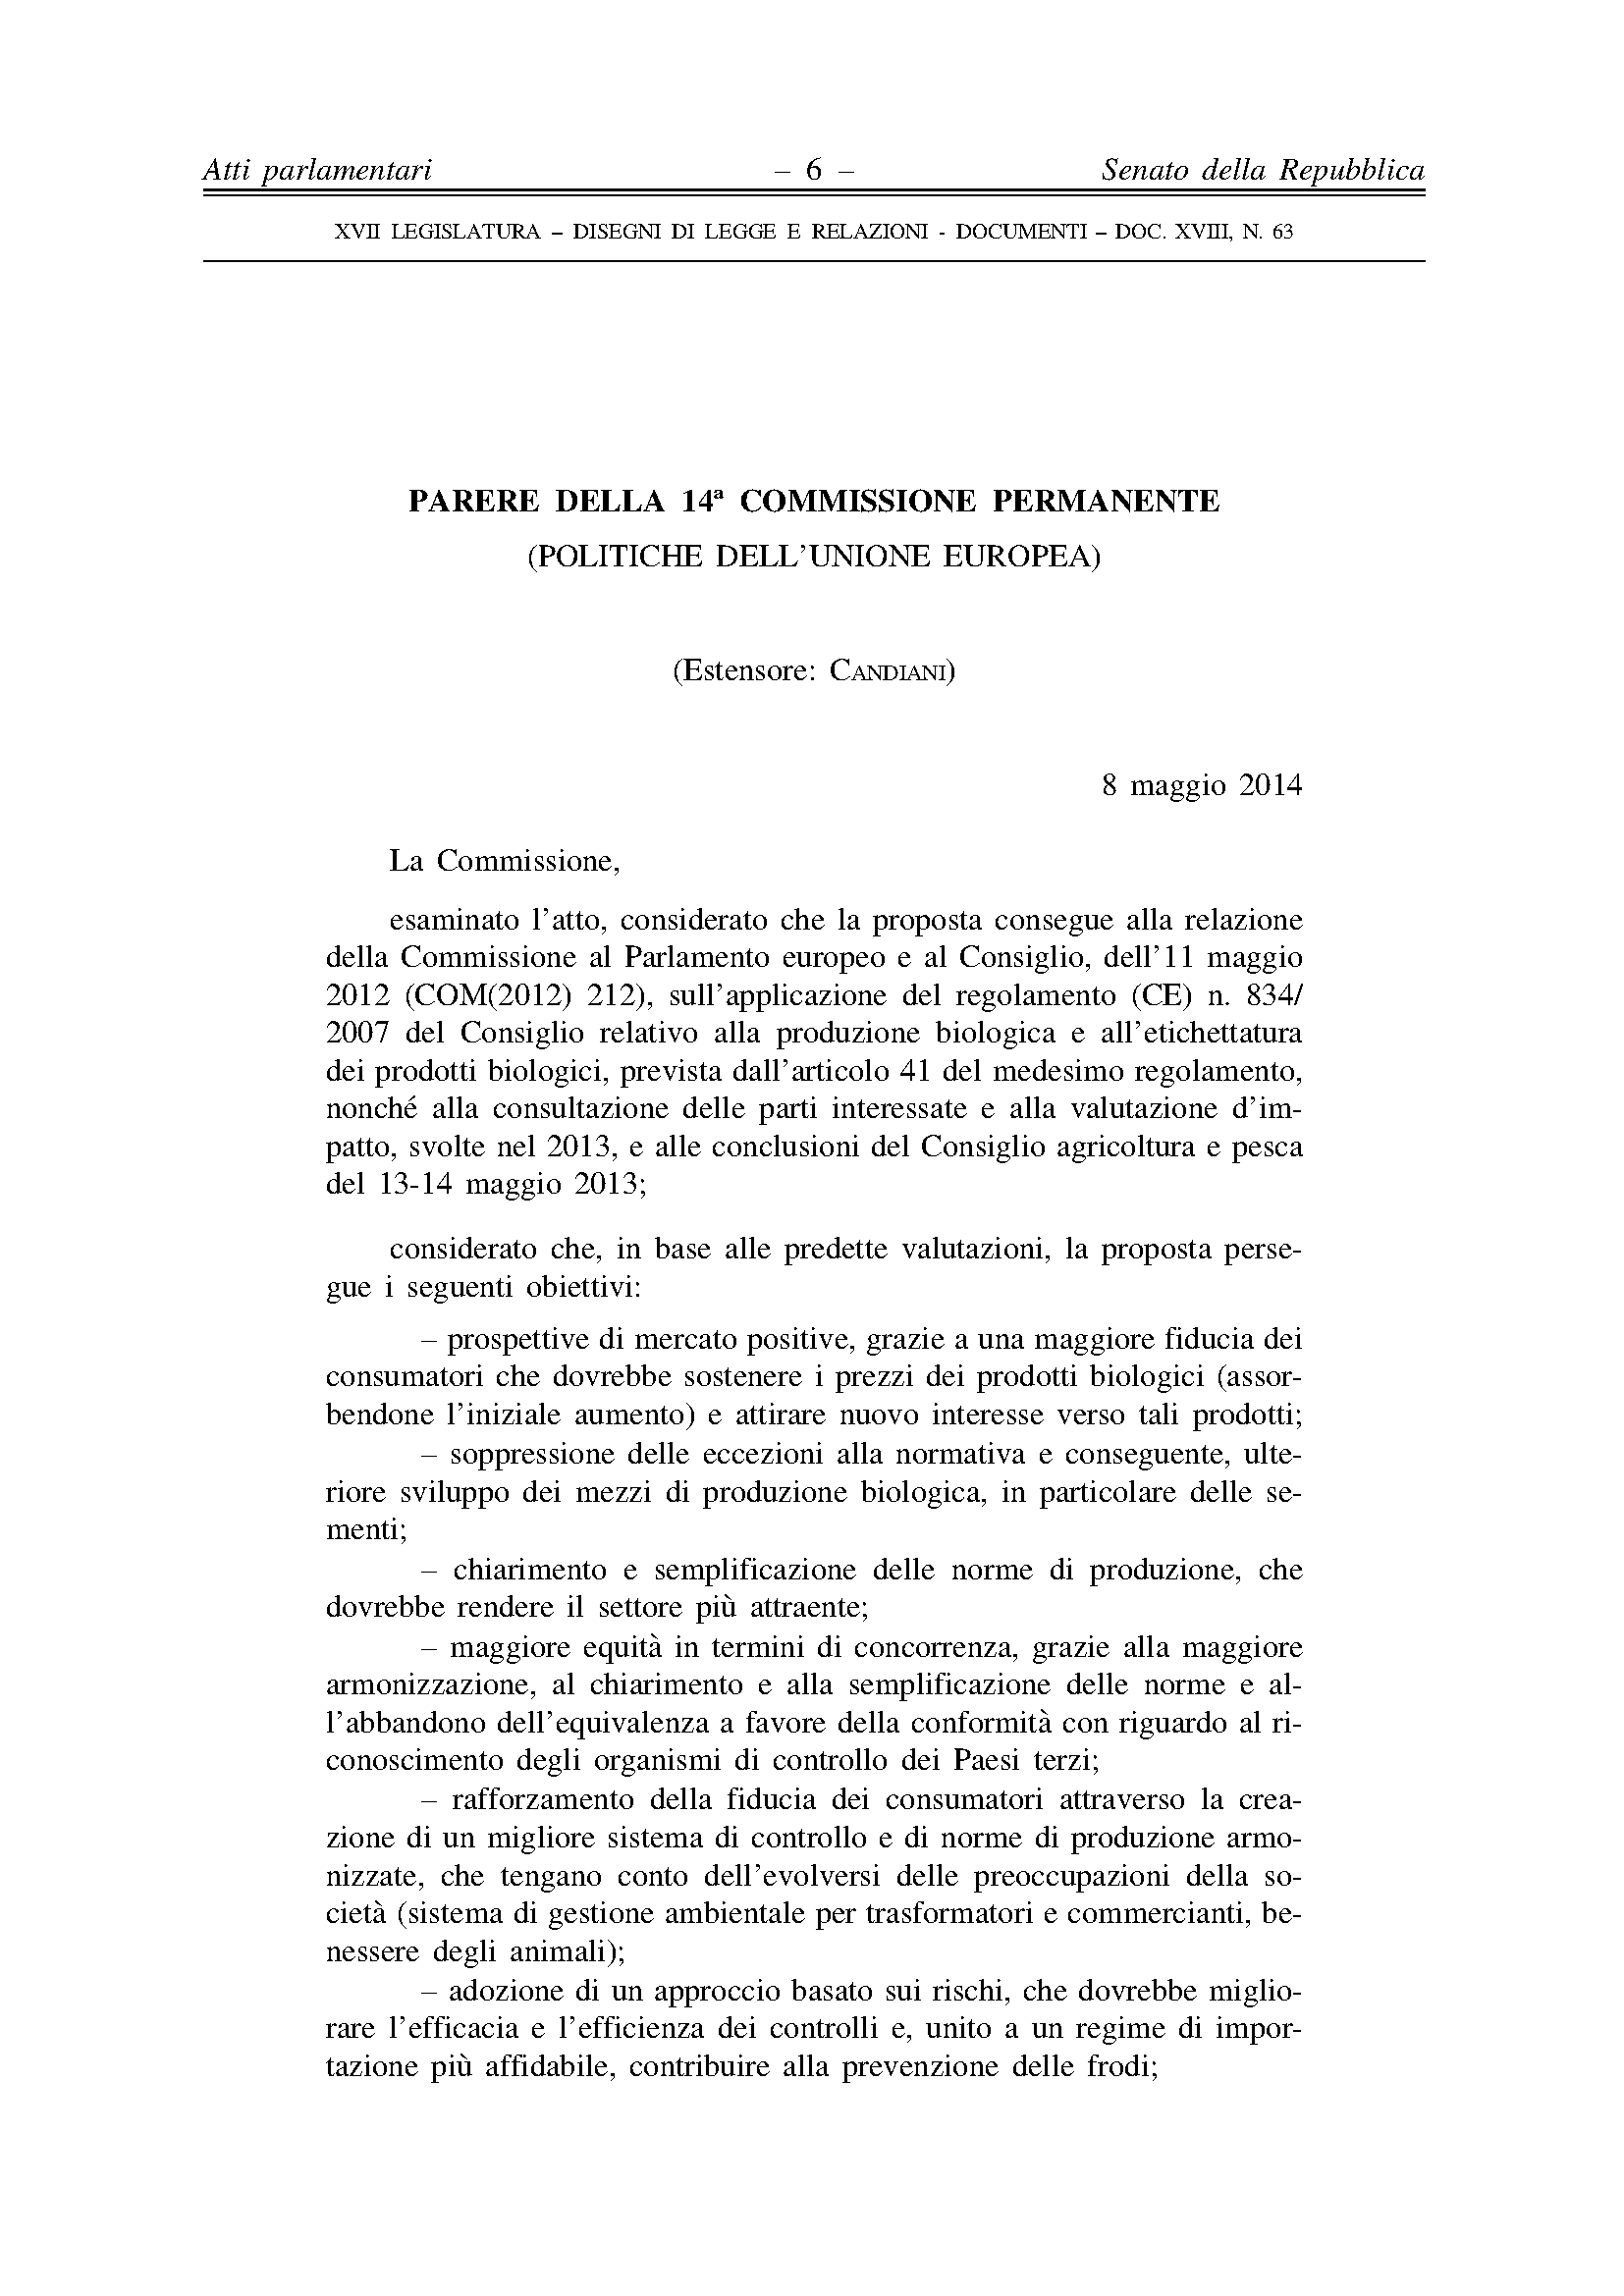 Atti parlamentari – 6 – Senato della Repubblica
XVII LEGISLATURA – DISEGNI DI LEGGE E RELAZIONI - DOCUMENTI – DOC. XVIII, N. 63
PARERE DELLA 14ª COMMISSIONE PERMANENTE
(POLITICHE DELL'UNIONE EUROPEA)
(Estensore: CANDIANI)
8 maggio 2014
La Commissione,
esaminato l'atto, considerato che la proposta consegue alla relazione
della Commissione al Parlamento europeo e al Consiglio, dell'11 maggio
2012 (COM(2012) 212), sull'applicazione del regolamento (CE) n. 834/
2007 del Consiglio relativo alla produzione biologica e all'etichettatura
dei prodotti biologici, prevista dall'articolo 41 del medesimo regolamento,
nonché alla consultazione delle parti interessate e alla valutazione d'im-
patto, svolte nel 2013, e alle conclusioni del Consiglio agricoltura e pesca
del 13-14 maggio 2013;
considerato che, in base alle predette valutazioni, la proposta perse-
gue i seguenti obiettivi:
– prospettive di mercato positive, grazie a una maggiore fiducia dei
consumatori che dovrebbe sostenere i prezzi dei prodotti biologici (assor-
bendone l'iniziale aumento) e attirare nuovo interesse verso tali prodotti;
– soppressione delle eccezioni alla normativa e conseguente, ulte-
riore sviluppo dei mezzi di produzione biologica, in particolare delle se-
menti;
– chiarimento e semplificazione delle norme di produzione, che
dovrebbe rendere il settore più attraente;
– maggiore equità in termini di concorrenza, grazie alla maggiore
armonizzazione, al chiarimento e alla semplificazione delle norme e al-
l'abbandono dell'equivalenza a favore della conformità con riguardo al ri-
conoscimento degli organismi di controllo dei Paesi terzi;
– rafforzamento della fiducia dei consumatori attraverso la crea-
zione di un migliore sistema di controllo e di norme di produzione armo-
nizzate, che tengano conto dell'evolversi delle preoccupazioni della so-
cietà (sistema di gestione ambientale per trasformatori e commercianti, be-
nessere degli animali);
– adozione di un approccio basato sui rischi, che dovrebbe miglio-
rare l'efficacia e l'efficienza dei controlli e, unito a un regime di impor-
tazione più affidabile, contribuire alla prevenzione delle frodi;